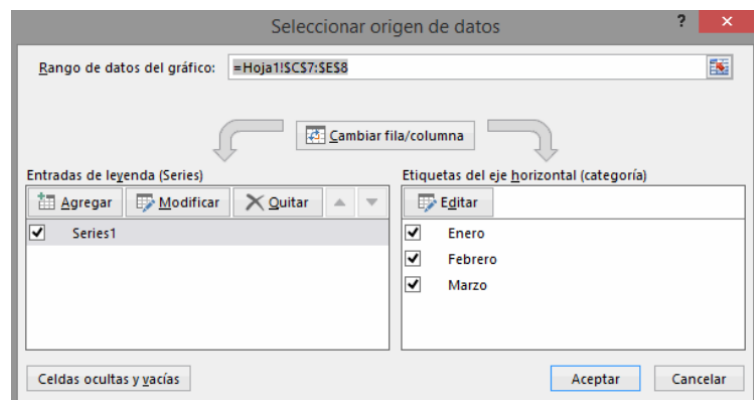 Seleccionar origen de datos ? ×
Rango de datos del gráfico: =Hoja1!$C$7:$E$8
Cambiar fila/columna
Entradas de leyenda (Series)
Agregar Modificar Quitar
Series1
Etiquetas del eje horizontal (categoría)
Editar
Enero
Febrero
Marzo
Celdas ocultas y vacías Aceptar Cancelar